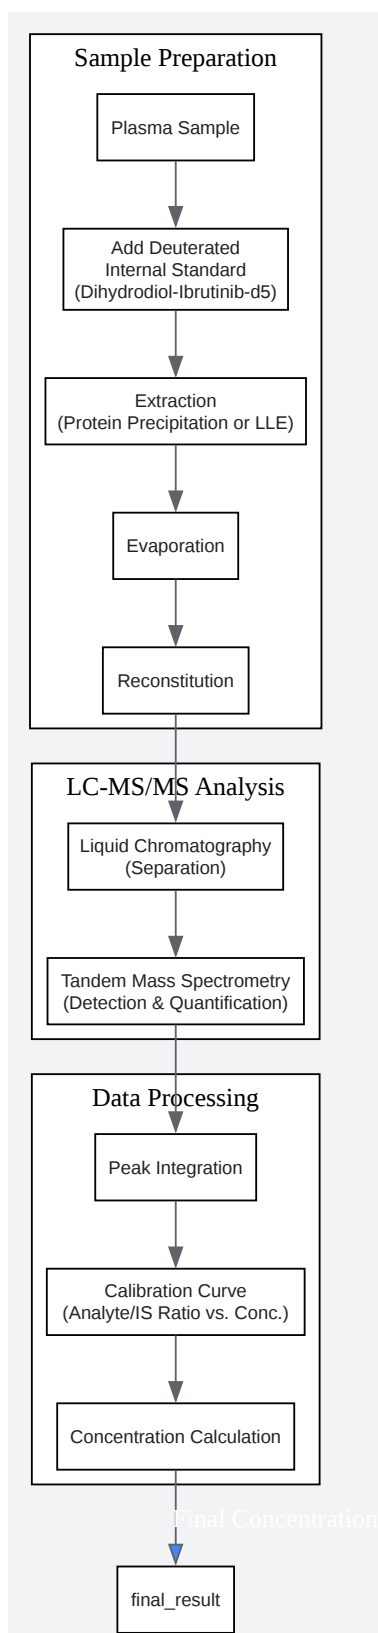 Sample Preparation
Plasma Sample
Add Deuterated
Internal Standard
(Dihydrodiol-Ibrutinib-d5)
Extraction
(Protein Precipitation or LLE)
Evaporation
Reconstitution
LC-MS/MS Analysis
Liquid Chromatography
(Separation)
Tandem Mass Spectrometry
(Detection & Quantification)
Data Processing
Peak Integration
Calibration Curve
(Analyte/IS Ratio vs. Conc.)
Concentration Calculation
Final Concentration
final_result